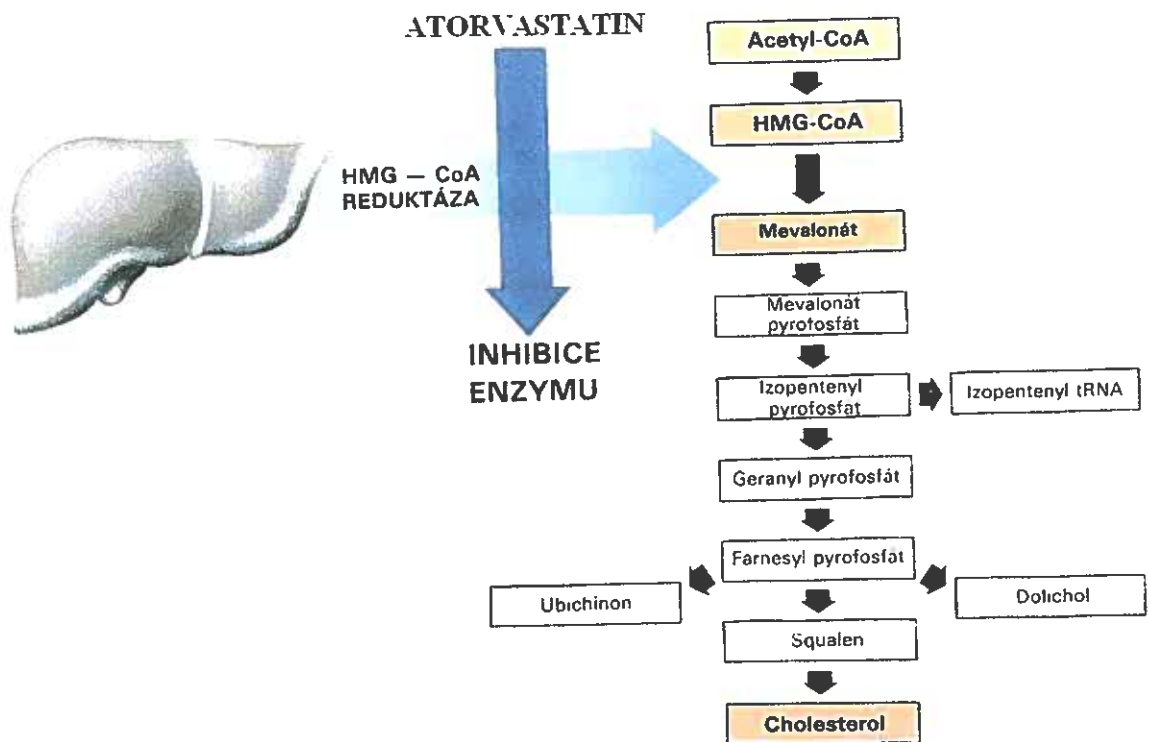 ATORVASTATIN
HMG – CoA
REDUKTÁZA
INHIBICE
ENZYMU
Acetyl-CoA
HMG-CoA
Mevalonát
Mevalonát
pyrofosfát
Izopentenyl
pyrofosfat
Izopentenyl tRNA
Geranyl pyrofosfát
Farnesyl pyrofosfát
Ubichinon
Dolichol
Squalen
Cholesterol